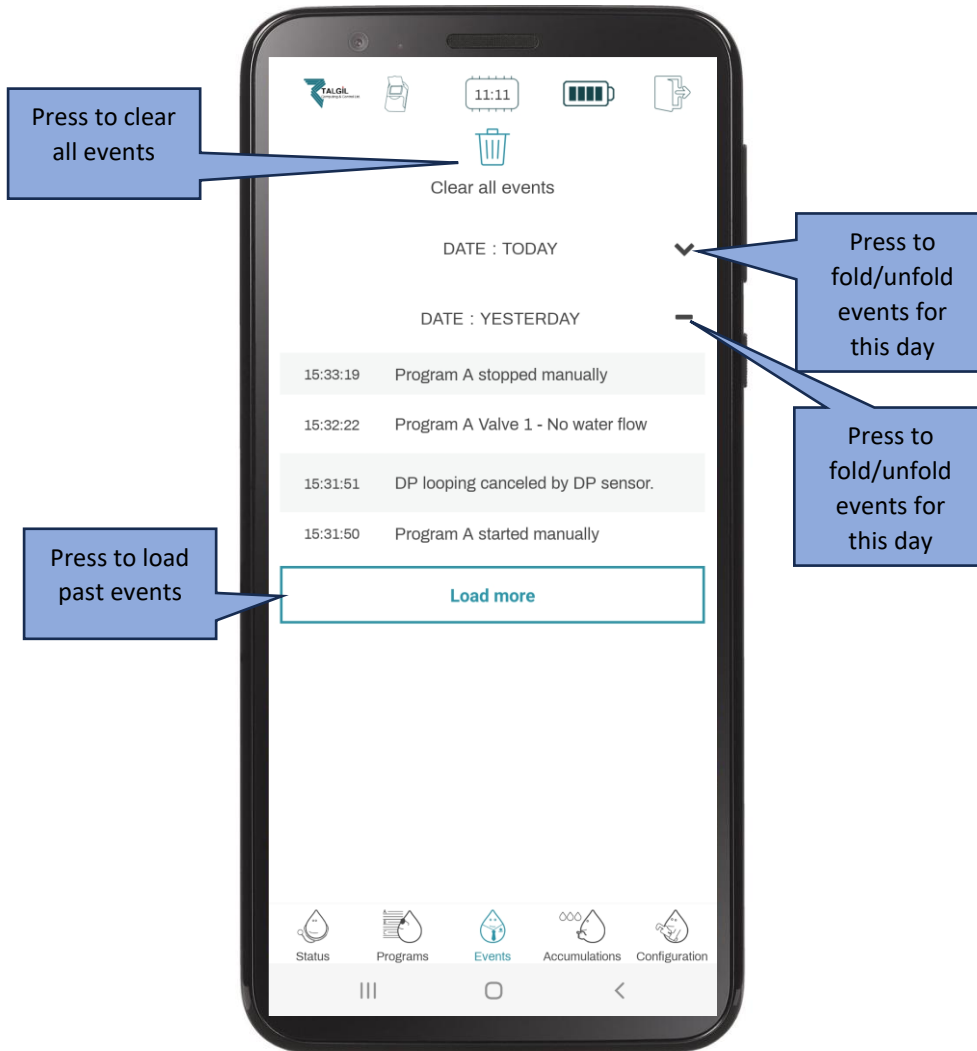 TALGIL
11:11
Press to clear
all events
Clear all events
DATE : TODAY
Press to
fold/unfold
events for
this day
DATE : YESTERDAY
15:33:19 Program A stopped manually
15:32:22 Program A Valve 1 - No water flow
15:31:51 DP looping canceled by DP sensor.
15:31:50 Program A started manually
Press to
fold/unfold
events for
this day
Press to load
past events
Load more
Status Programs Events Accumulations Configuration